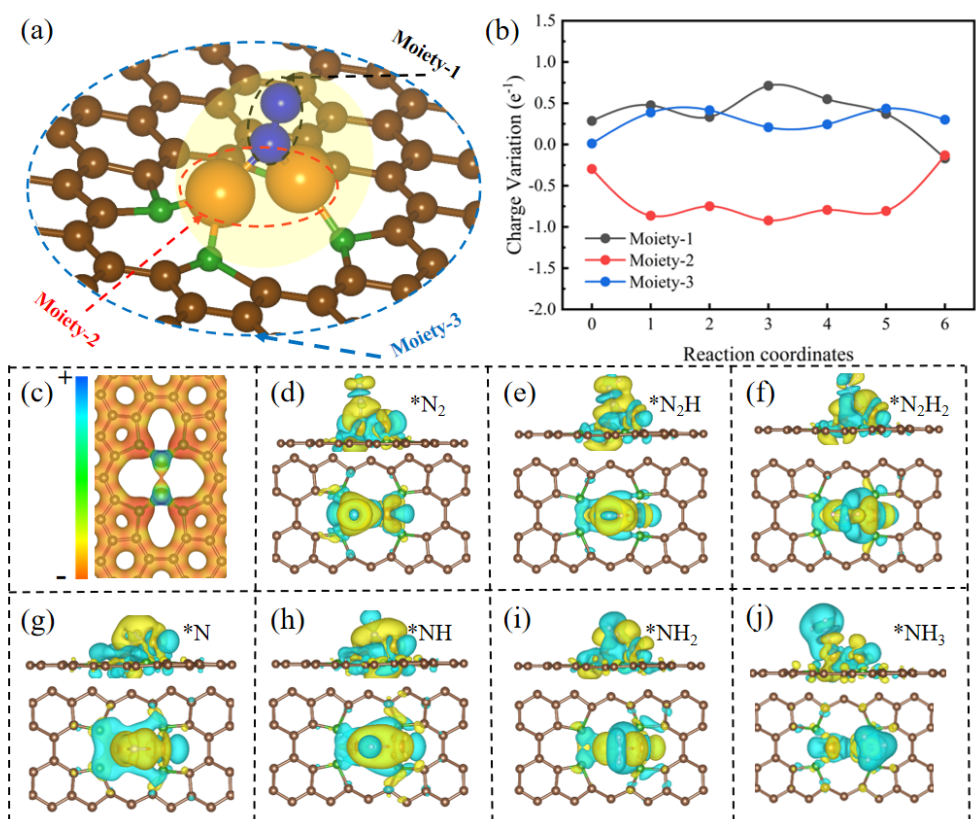 (a)
Moiety-1
Moiety-2
Moiety-3
(b)
Charge Variation (e⁻¹)
1.5
1.0
0.5
0.0
-0.5
-1.0
-1.5
-2.0
Moiety-1
Moiety-2
Moiety-3
0 1 2 3 4 5 6
Reaction coordinates
(c)
+
-
(d)
*N₂
(e)
*N₂H
(f)
*N₂H₂
(g)
*N
(h)
*NH
(i)
*NH₂
(j)
*NH₃